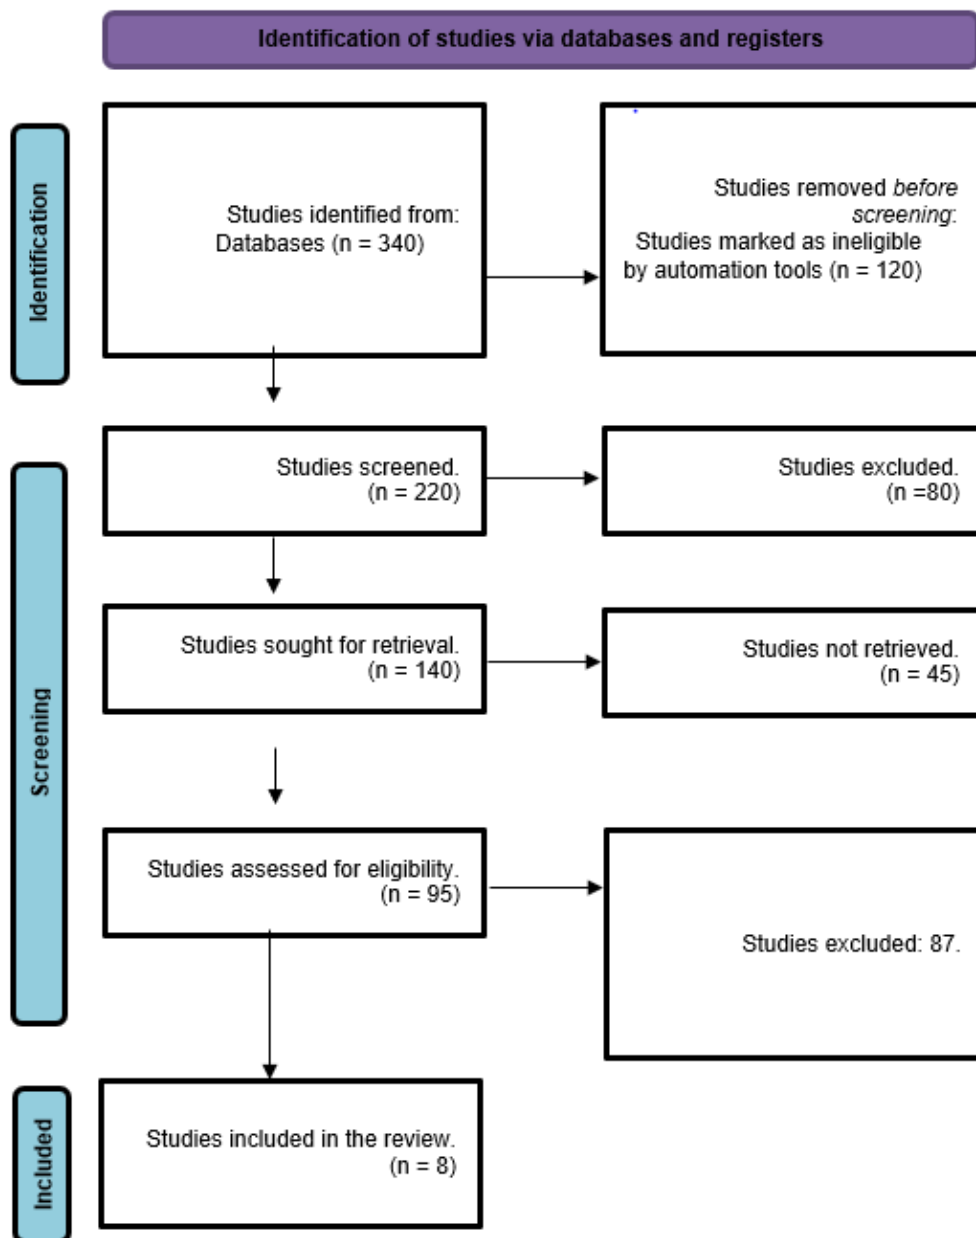 Identification of studies via databases and registers
Identification
Studies identified from:
Databases (n = 340)
Studies removed before
screening:
Studies marked as ineligible
by automation tools (n = 120)
Screening
Studies screened.
(n = 220)
Studies excluded.
(n =80)
Studies sought for retrieval.
(n = 140)
Studies not retrieved.
(n = 45)
Studies assessed for eligibility.
(n = 95)
Studies excluded: 87.
Included
Studies included in the review.
(n = 8)